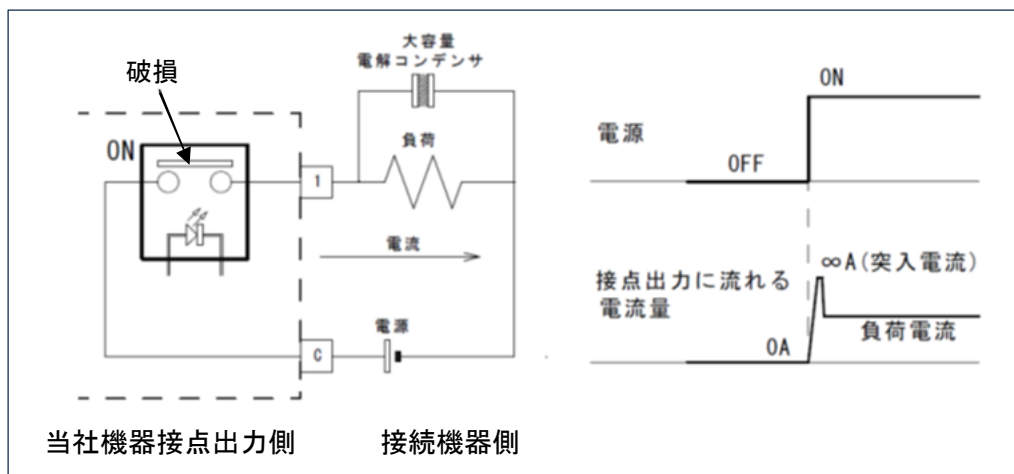 大容量
電解コンデンサ
破損
ON
負荷
1
電流
電源
C
当社機器接点出力側
接続機器側
ON
電源
OFF
∞A(突入電流)
接点出力に流れる
電流量
0A
負荷電流